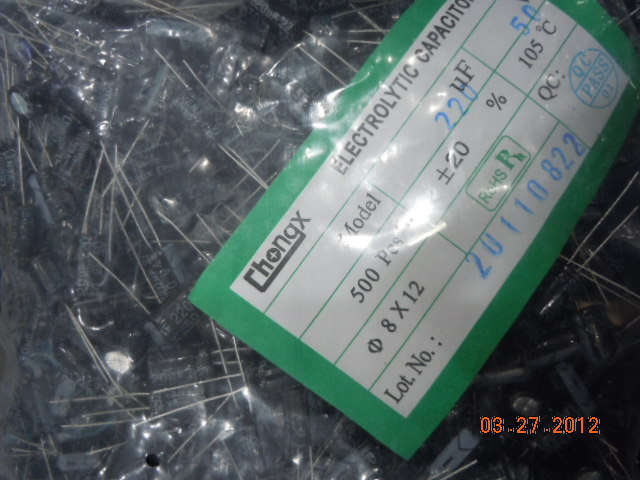 Chongx
ELECTROLYTIC CAPACITOR
Model 220 µF 50
500 Pcs ±20 % 105℃
Φ 8 X 12 RoHS QC: QC PASS
Lot. No.: 20110822
03.27.2012